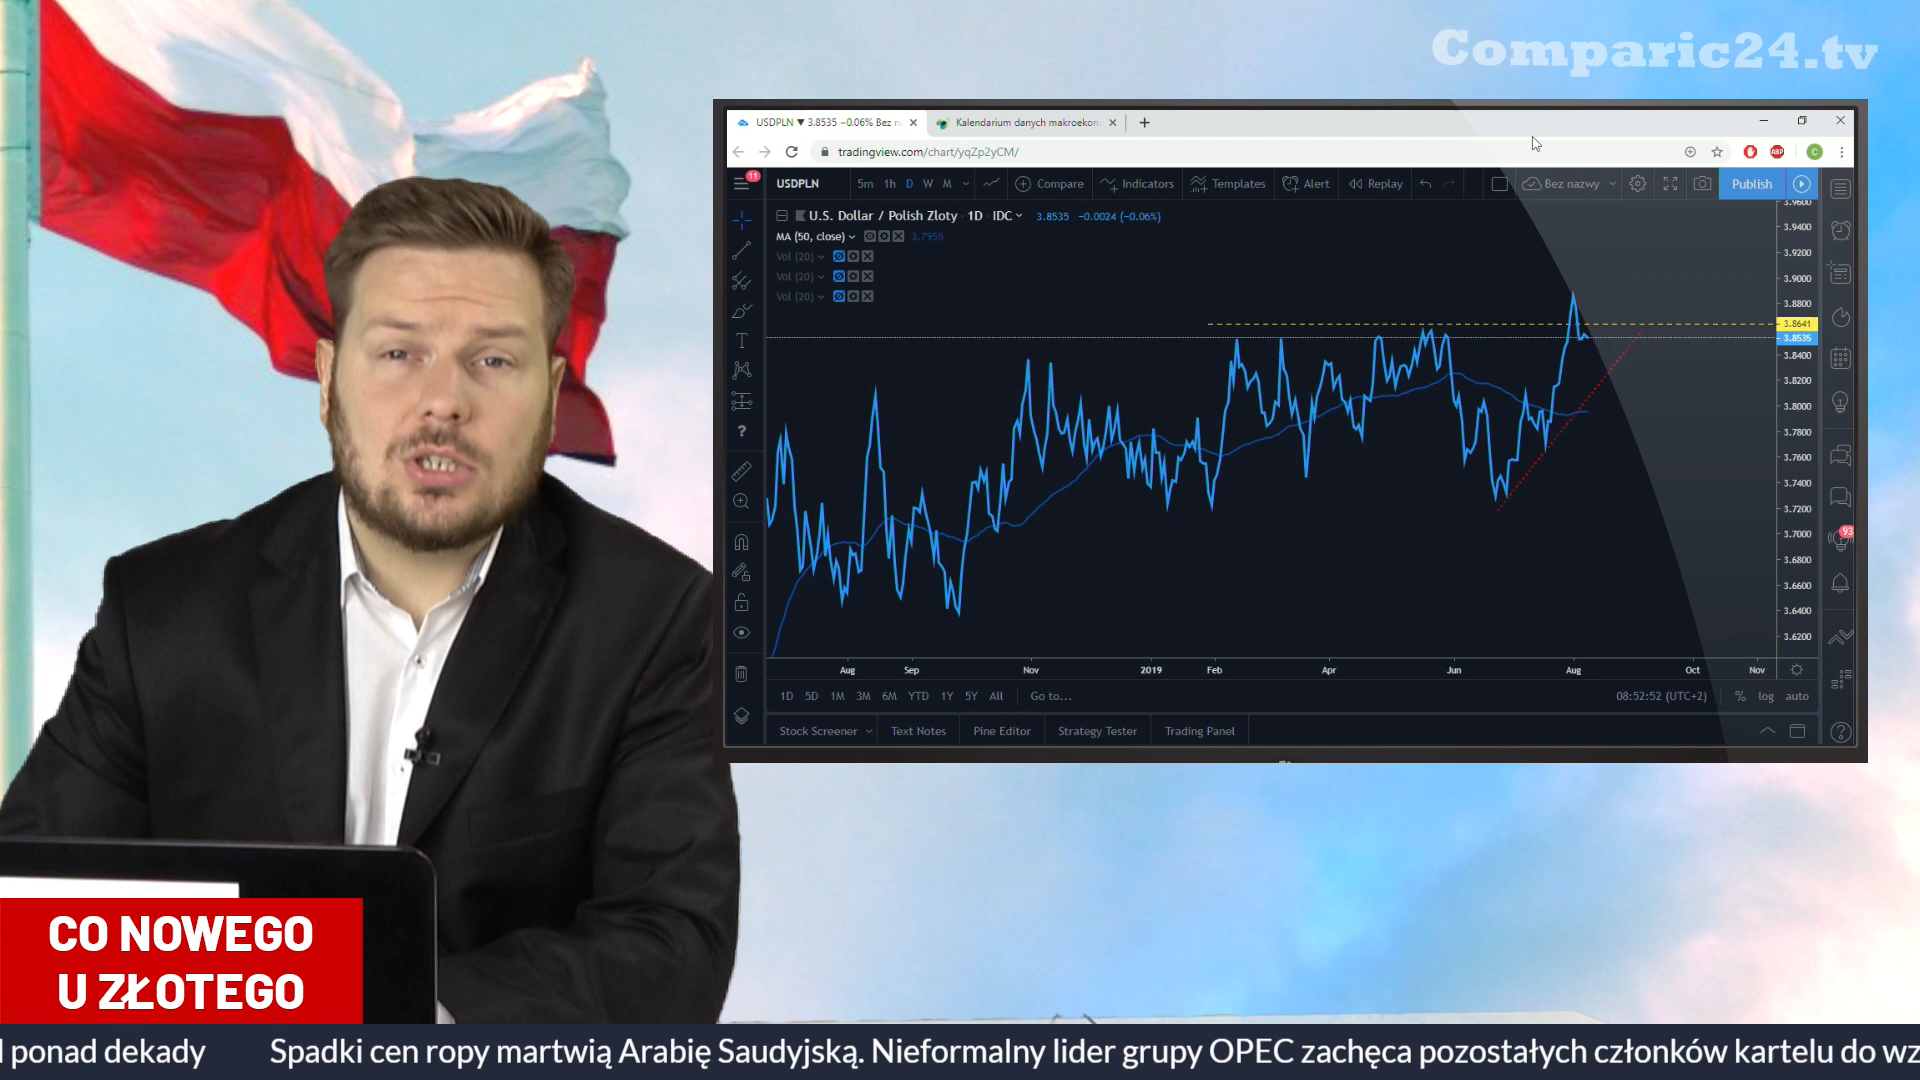 Comparic24.tv
USDPLN ▼ 3.8535 −0.06% Bez n
Kalendarium danych makroekon
tradingview.com/chart/yqZp2yCM/
ABP
C
11
USDPLN
5m 1h D W M
Compare
Indicators
Templates
Alert
Replay
Bez nazwy
Publish
U.S. Dollar / Polish Zloty 1D IDC
3.8535 −0.0024 (−0.06%)
MA (50, close)
3.7955
Vol (20)
Vol (20)
Vol (20)
3.9600
3.9400
3.9200
3.9000
3.8800
3.8641
3.8535
3.8400
3.8200
3.8000
3.7800
3.7600
3.7400
3.7200
3.7000
3.6800
3.6600
3.6400
3.6200
93
Aug Sep Nov 2019 Feb Apr Jun Aug Oct Nov
1D 5D 1M 3M 6M YTD 1Y 5Y All Go to...
08:52:52 (UTC+2) % log auto
Stock Screener Text Notes Pine Editor Strategy Tester Trading Panel
CO NOWEGO
U ZŁOTEGO
ponad dekady Spadki cen ropy martwią Arabię Saudyjską. Nieformalny lider grupy OPEC zachęca pozostałych członków kartelu do wz